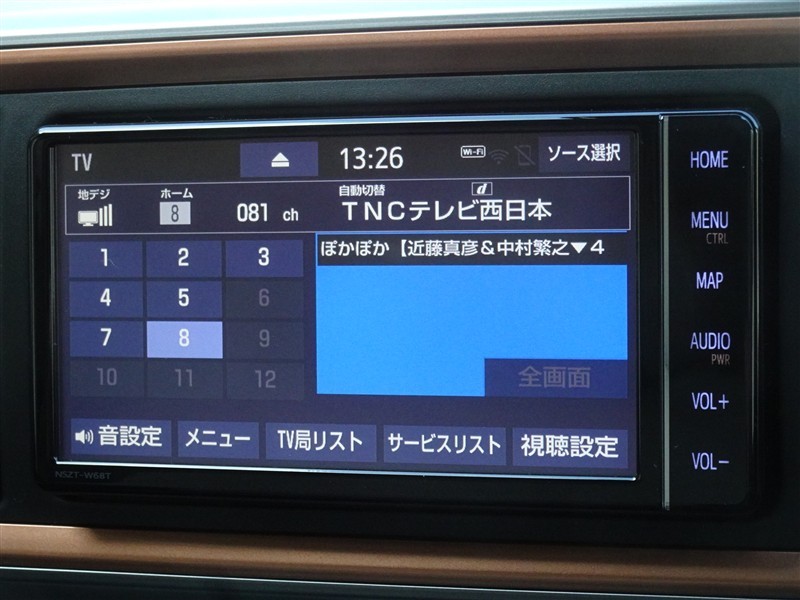 TV 13:26 Wi-Fi ソース選択
地デジ ホーム 自動切替 d
8 081 ch TNCテレビ西日本
ぽかぽか【近藤真彦&中村繁之▼4
1 2 3
4 5 6
7 8 9
10 11 12
全画面
音設定 メニュー TV局リスト サービスリスト 視聴設定
NSZT-W68T
HOME
MENU
CTRL
MAP
AUDIO
PWR
VOL+
VOL-